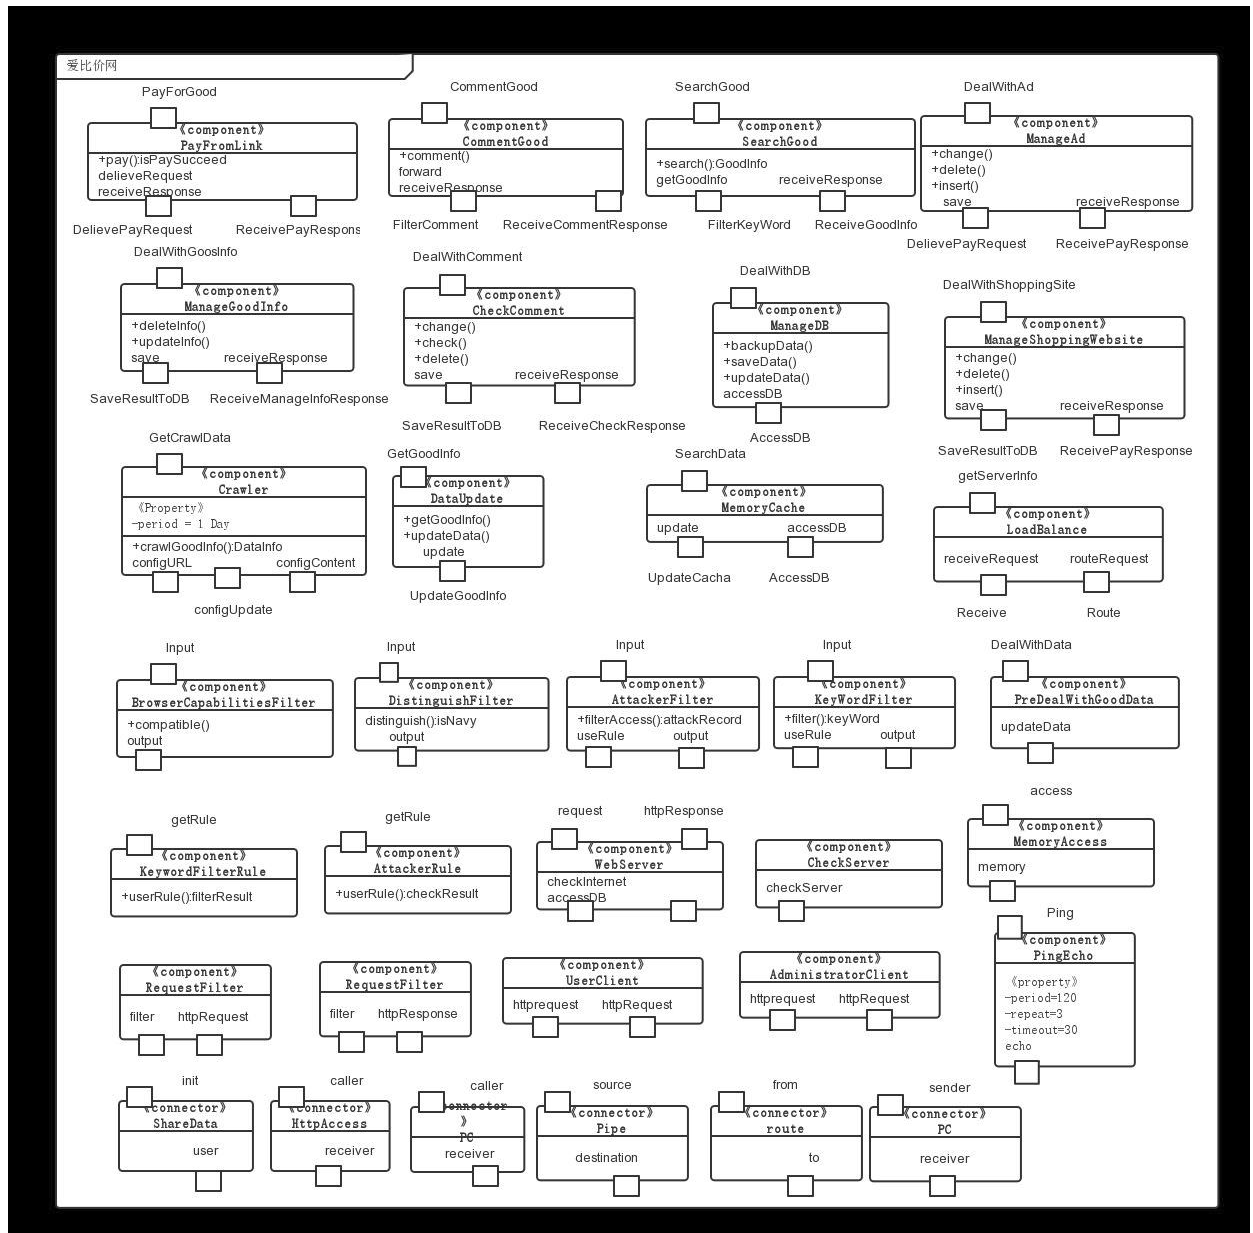 爱比价网
PayForGood
《component》
PayFromLink
+pay():isPaySucceed
delieveRequest
receiveResponse
DelievePayRequest
ReceivePayRespons
CommentGood
《component》
CommentGood
+comment()
forward
receiveResponse
FilterComment
ReceiveCommentResponse
SearchGood
《component》
SearchGood
+search():GoodInfo
getGoodInfo receiveResponse
FilterKeyWord
ReceiveGoodInfo
DealWithAd
《component》
ManageAd
+change()
+delete()
+insert()
save receiveResponse
DelievePayRequest
ReceivePayResponse
DealWithGoosInfo
《component》
ManageGoodInfo
+deleteInfo()
+updateInfo()
save receiveResponse
SaveResultToDB
ReceiveManageInfoResponse
DealWithComment
《component》
CheckComment
+change()
+check()
+delete()
save receiveResponse
SaveResultToDB
ReceiveCheckResponse
DealWithDB
《component》
ManageDB
+backupData()
+saveData()
+updateData()
accessDB
AccessDB
DealWithShoppingSite
《component》
ManageShoppingWebsite
+change()
+delete()
+insert()
save receiveResponse
SaveResultToDB
ReceivePayResponse
GetCrawlData
《component》
Crawler
《Property》
-period = 1 Day
+crawlGoodInfo():DataInfo
configURL configContent
configUpdate
GetGoodInfo
《component》
DataUpdate
+getGoodInfo()
+updateData()
update
UpdateGoodInfo
SearchData
《component》
MemoryCache
update accessDB
UpdateCacha
AccessDB
getServerInfo
《component》
LoadBalance
receiveRequest routeRequest
Receive
Route
Input
《component》
BrowserCapabilitiesFilter
+compatible()
output
Input
《component》
DistinguishFilter
distinguish():isNavy
output
Input
《component》
AttackerFilter
+filterAccess():attackRecord
useRule output
Input
《component》
KeyWordFilter
+filter():keyWord
useRule output
DealWithData
《component》
PreDealWithGoodData
updateData
getRule
《component》
KeywordFilterRule
+userRule():filterResult
getRule
《component》
AttackerRule
+userRule():checkResult
request httpResponse
《component》
WebServer
checkInternet
accessDB
《component》
CheckServer
checkServer
access
《component》
MemoryAccess
memory
Ping
《component》
PingEcho
《property》
-period=120
-repeat=3
-timeout=30
echo
《component》
RequestFilter
filter httpRequest
《component》
RequestFilter
filter httpResponse
《component》
UserClient
httprequest httpRequest
《component》
AdministratorClient
httprequest httpRequest
init
《connector》
ShareData
user
caller
《connector》
HttpAccess
receiver
caller
connector
》
PC
receiver
source
《connector》
Pipe
destination
from
《connector》
route
to
sender
《connector》
PC
receiver